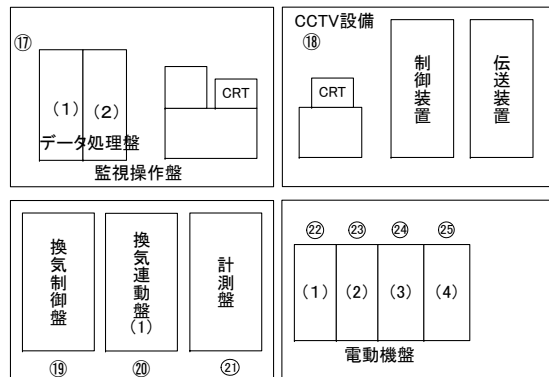 ⑰
(1)
(2)
データ処理盤
CRT
監視操作盤
CCTV設備
⑱
CRT
制御装置
伝送装置
換気制御盤
換気連動盤(1)
計測盤
⑲
⑳
㉑
㉒
㉓
㉔
㉕
(1)
(2)
(3)
(4)
電動機盤